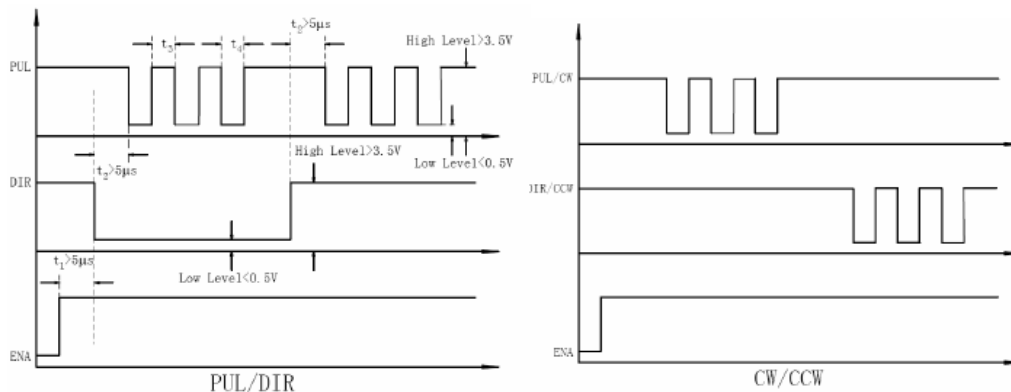 t2>5μs
High Level>3.5V
t3
t4
PUL
High Level>3.5V
Low Level<0.5V
t2>5μs
DIR
t1>5μs
Low Level<0.5V
ENA
PUL/DIR
PUL/CW
DIR/CCW
ENA
CW/CCW